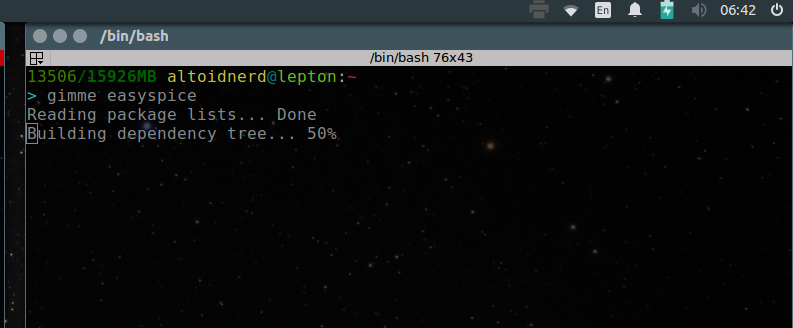 En 06:42
/bin/bash
/bin/bash 76x43
13506/15926MB altoidnerd@lepton:~
> gimme easyspice
Reading package lists... Done
Building dependency tree... 50%